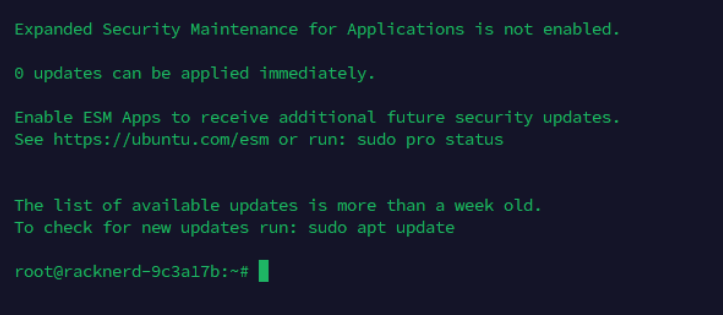 Expanded Security Maintenance for Applications is not enabled.
0 updates can be applied immediately.
Enable ESM Apps to receive additional future security updates.
See https://ubuntu.com/esm or run: sudo pro status
The list of available updates is more than a week old.
To check for new updates run: sudo apt update
root@racknerd-9c3a17b:~#